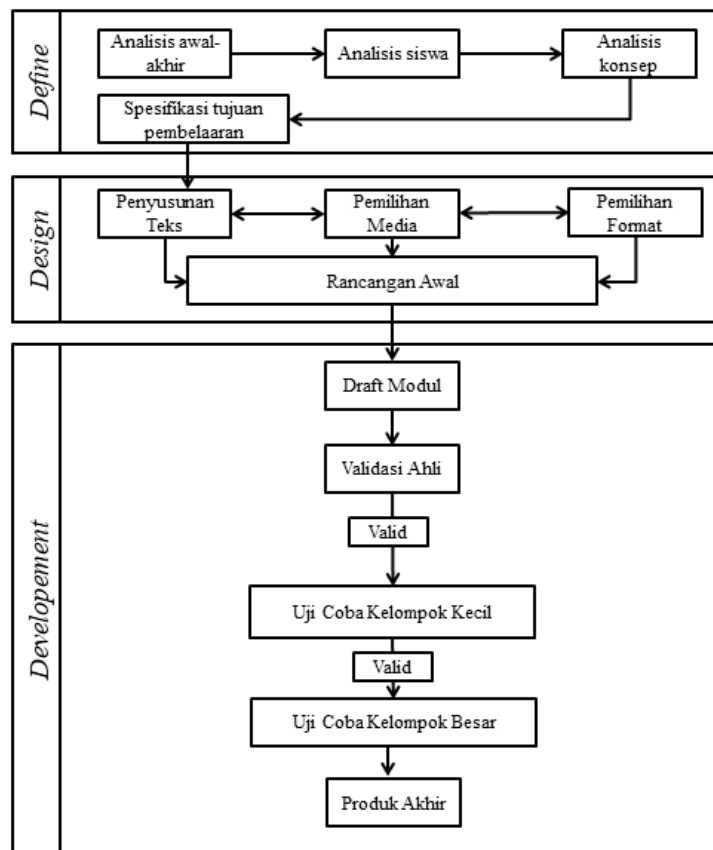 Define
Analisis awal-
akhir
Analisis siswa
Analisis
konsep
Spesifikasi tujuan
pembelaaran
Design
Penyusunan
Teks
Pemilihan
Media
Pemilihan
Format
Rancangan Awal
Developement
Draft Modul
Validasi Ahli
Valid
Uji Coba Kelompok Kecil
Valid
Uji Coba Kelompok Besar
Produk Akhir